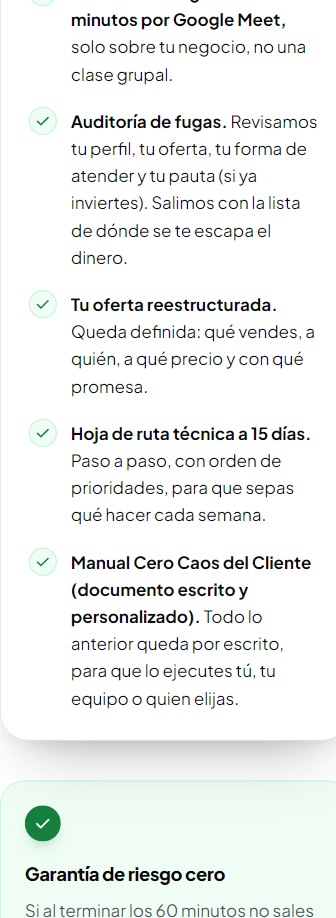 minutos por Google Meet,
solo sobre tu negocio, no una
clase grupal.
Auditoría de fugas. Revisamos
tu perfil, tu oferta, tu forma de
atender y tu pauta (si ya
inviertes). Salimos con la lista
de dónde se te escapa el
dinero.
Tu oferta reestructurada.
Queda definida: qué vendes, a
quién, a qué precio y con qué
promesa.
Hoja de ruta técnica a 15 días.
Paso a paso, con orden de
prioridades, para que sepas
qué hacer cada semana.
Manual Cero Caos del Cliente
(documento escrito y
personalizado). Todo lo
anterior queda por escrito,
para que lo ejecutes tú, tu
equipo o quien elijas.
Garantía de riesgo cero
Si al terminar los 60 minutos no sales